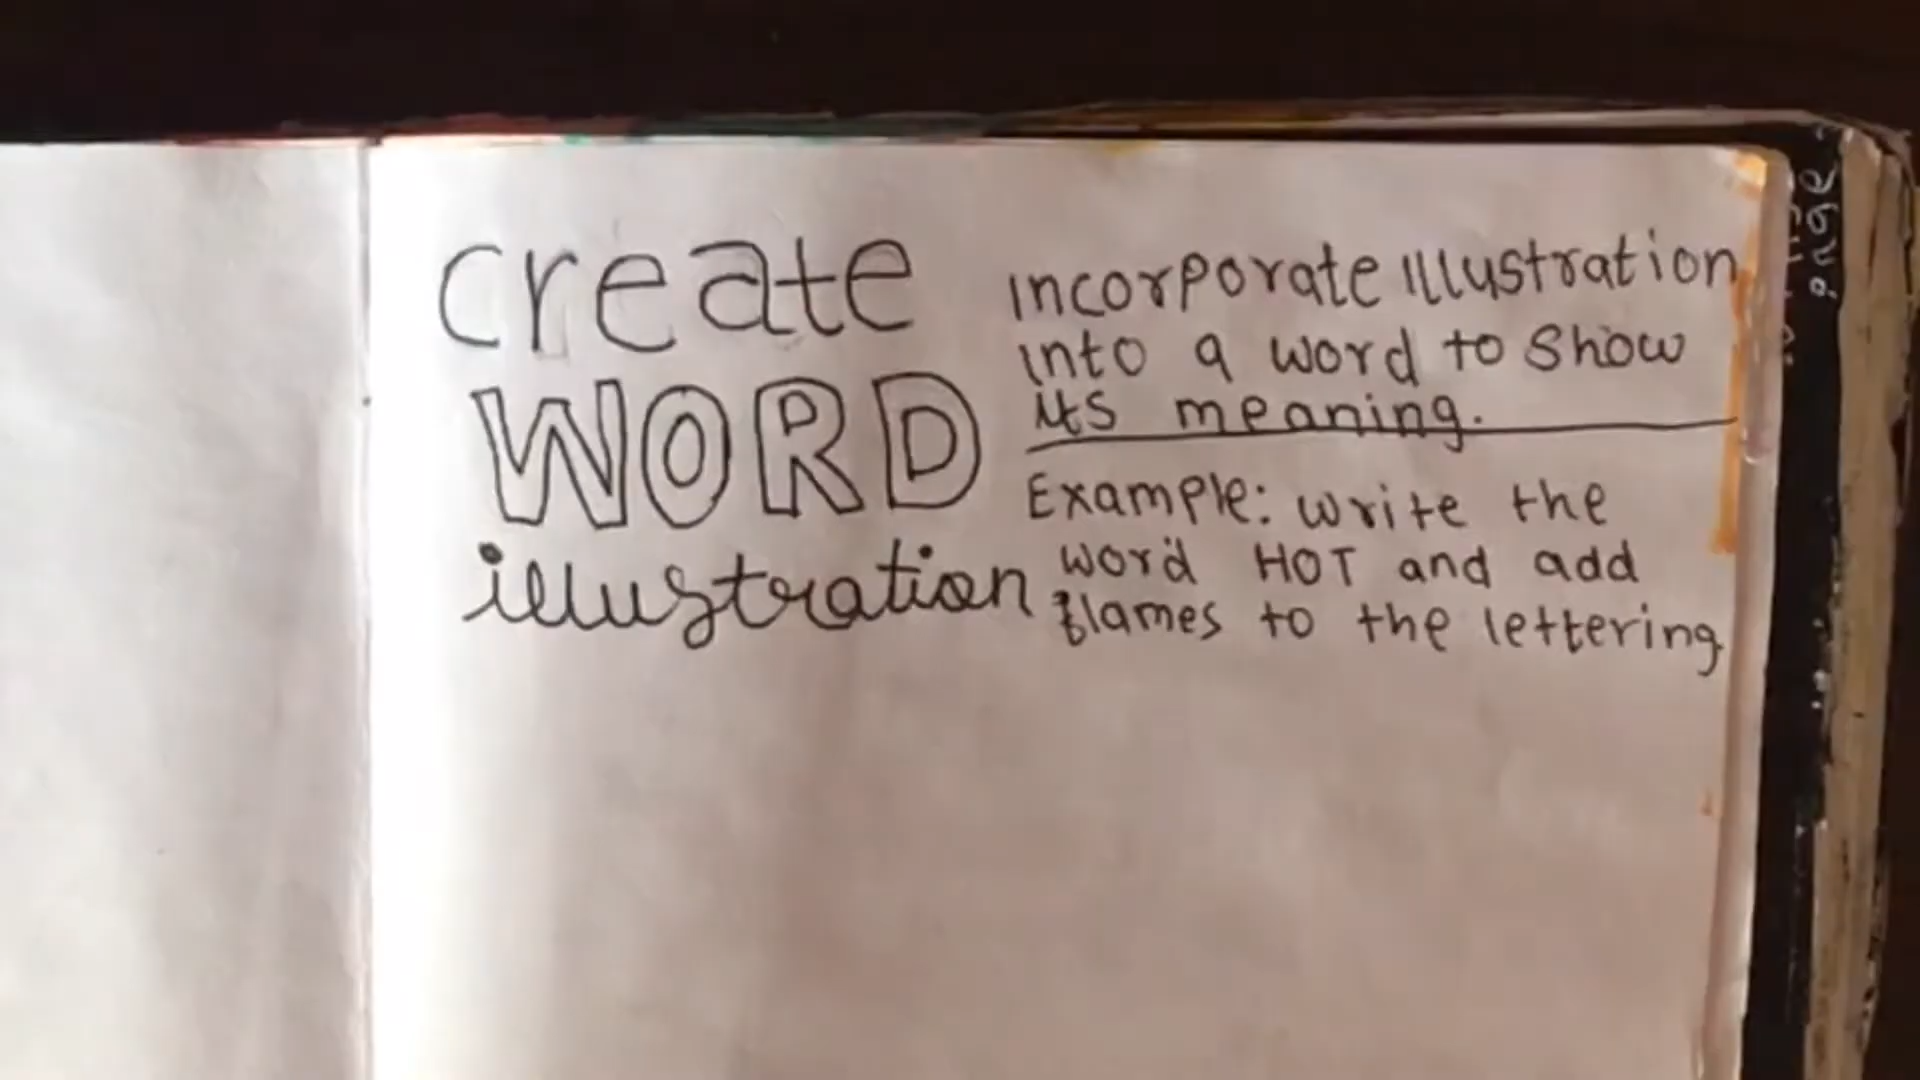 create
WORD
illustration
incorporate illustration
into a word to show
its meaning.
Example: write the
word HOT and add
flames to the lettering